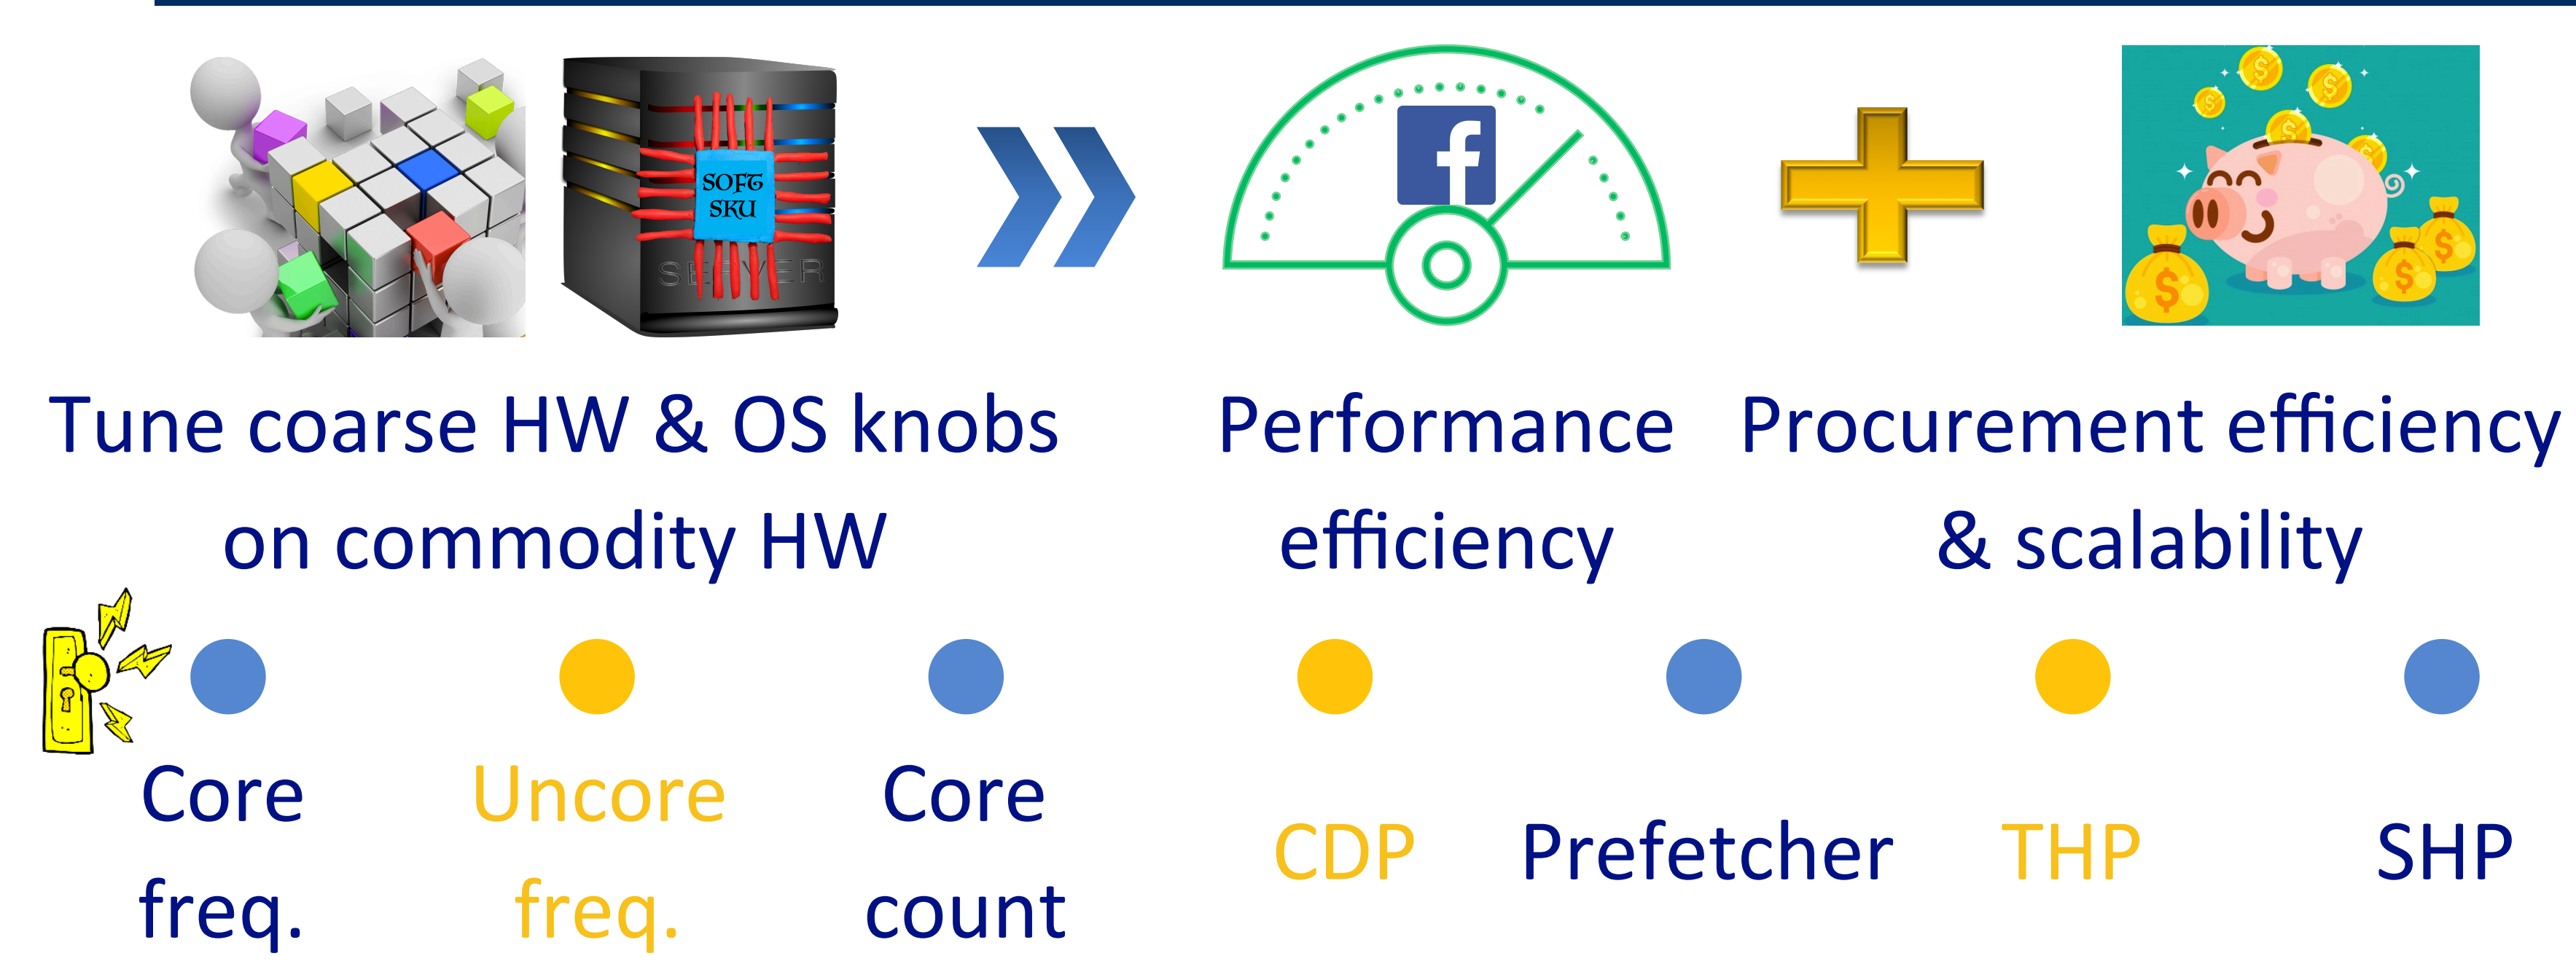 SOFT
SKU
SERVER
f
Tune coarse HW & OS knobs
on commodity HW
Performance
efficiency
Procurement efficiency
& scalability
Core
freq.
Uncore
freq.
Core
count
CDP
Prefetcher
THP
SHP